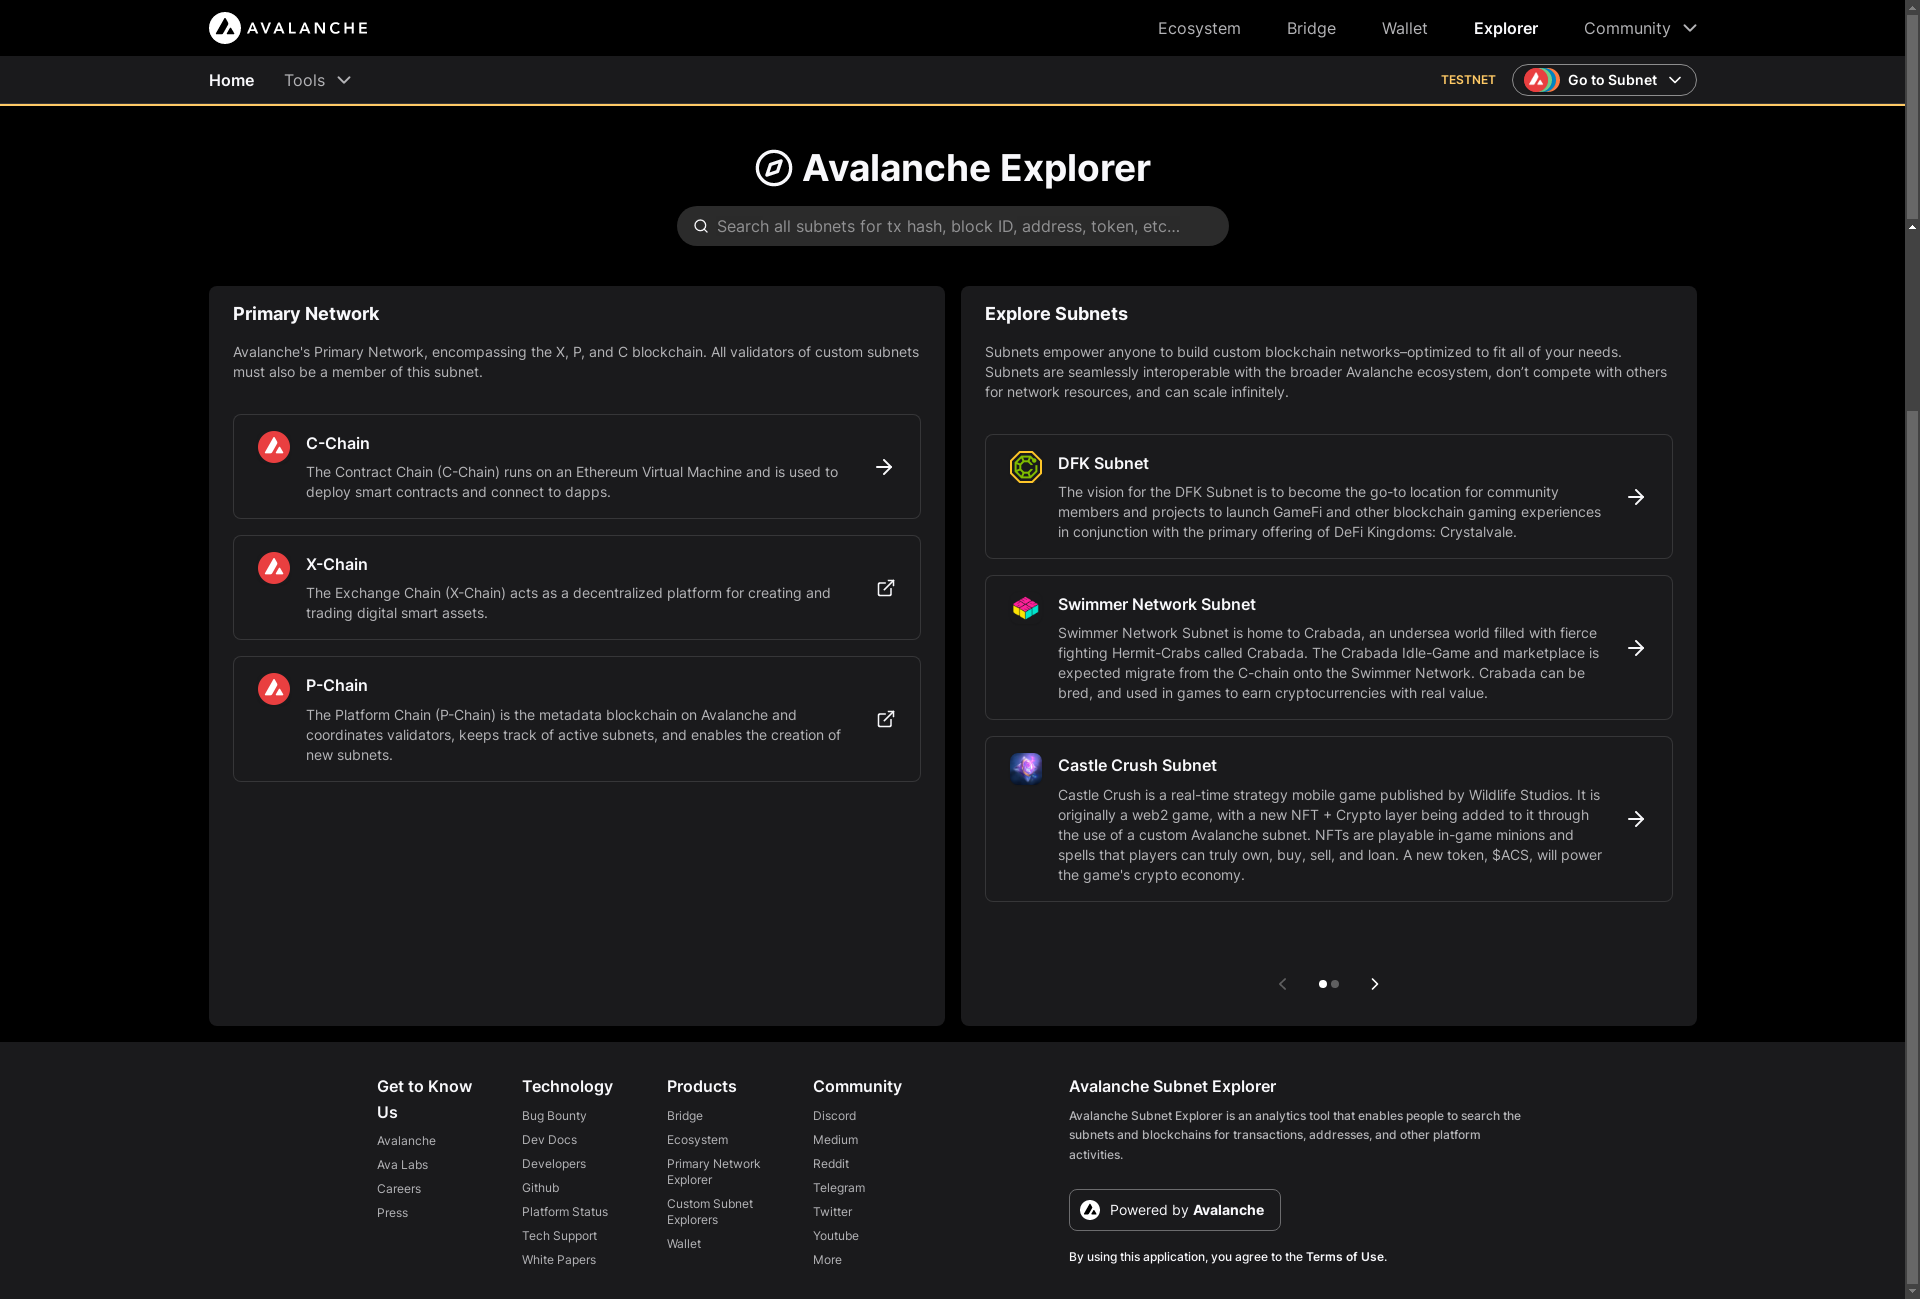 AVALANCHE
Ecosystem
Bridge
Wallet
Explorer
Community
Home
Tools
TESTNET
Go to Subnet
Avalanche Explorer
Search all subnets for tx hash, block ID, address, token, etc...
Primary Network
Avalanche's Primary Network, encompassing the X, P, and C blockchain. All validators of custom subnets
must also be a member of this subnet.
C-Chain
The Contract Chain (C-Chain) runs on an Ethereum Virtual Machine and is used to
deploy smart contracts and connect to dapps.
X-Chain
The Exchange Chain (X-Chain) acts as a decentralized platform for creating and
trading digital smart assets.
P-Chain
The Platform Chain (P-Chain) is the metadata blockchain on Avalanche and
coordinates validators, keeps track of active subnets, and enables the creation of
new subnets.
Explore Subnets
Subnets empower anyone to build custom blockchain networks–optimized to fit all of your needs.
Subnets are seamlessly interoperable with the broader Avalanche ecosystem, don’t compete with others
for network resources, and can scale infinitely.
DFK Subnet
The vision for the DFK Subnet is to become the go-to location for community
members and projects to launch GameFi and other blockchain gaming experiences
in conjunction with the primary offering of DeFi Kingdoms: Crystalvale.
Swimmer Network Subnet
Swimmer Network Subnet is home to Crabada, an undersea world filled with fierce
fighting Hermit-Crabs called Crabada. The Crabada Idle-Game and marketplace is
expected migrate from the C-chain onto the Swimmer Network. Crabada can be
bred, and used in games to earn cryptocurrencies with real value.
Castle Crush Subnet
Castle Crush is a real-time strategy mobile game published by Wildlife Studios. It is
originally a web2 game, with a new NFT + Crypto layer being added to it through
the use of a custom Avalanche subnet. NFTs are playable in-game minions and
spells that players can truly own, buy, sell, and loan. A new token, $ACS, will power
the game's crypto economy.
Get to Know
Us
Avalanche
Ava Labs
Careers
Press
Technology
Bug Bounty
Dev Docs
Developers
Github
Platform Status
Tech Support
White Papers
Products
Bridge
Ecosystem
Primary Network
Explorer
Custom Subnet
Explorers
Wallet
Community
Discord
Medium
Reddit
Telegram
Twitter
Youtube
More
Avalanche Subnet Explorer
Avalanche Subnet Explorer is an analytics tool that enables people to search the
subnets and blockchains for transactions, addresses, and other platform
activities.
Powered by Avalanche
By using this application, you agree to the Terms of Use.